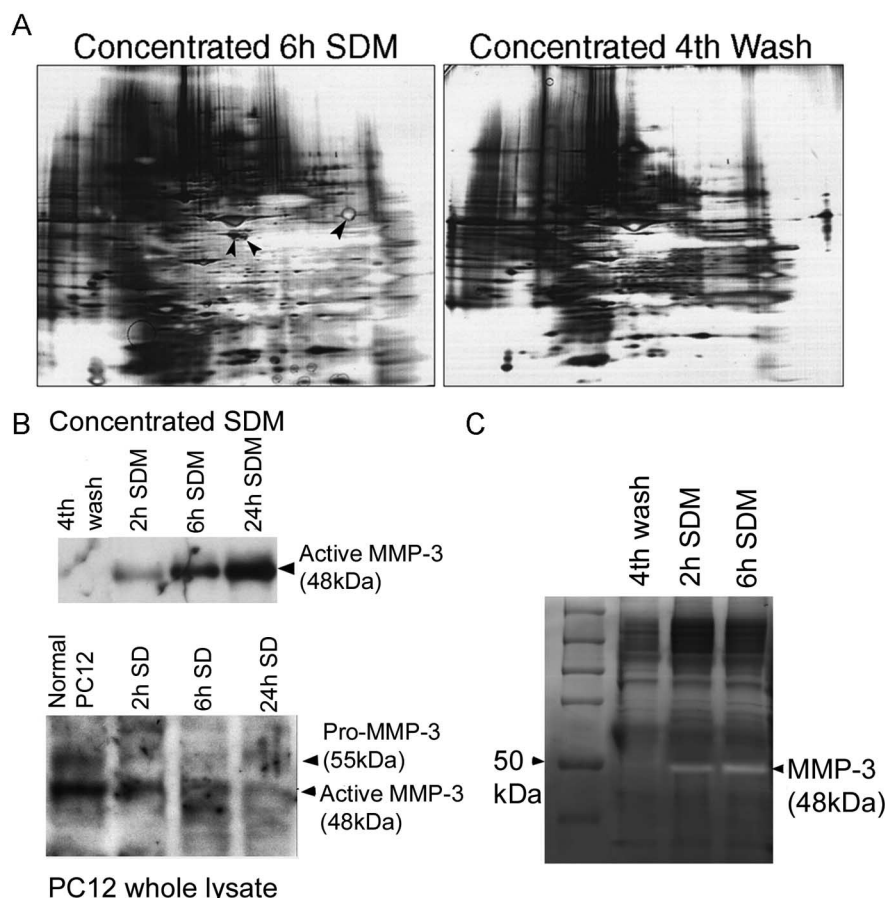 A
Concentrated 6h SDM
Concentrated 4th Wash
B
Concentrated SDM
4th
wash
2h SDM
6h SDM
24h SDM
Active MMP-3
(48kDa)
Normal
PC12
2h SD
6h SD
24h SD
Pro-MMP-3
(55kDa)
Active MMP-3
(48kDa)
PC12 whole lysate
C
4th wash
2h SDM
6h SDM
50
kDa
MMP-3
(48kDa)